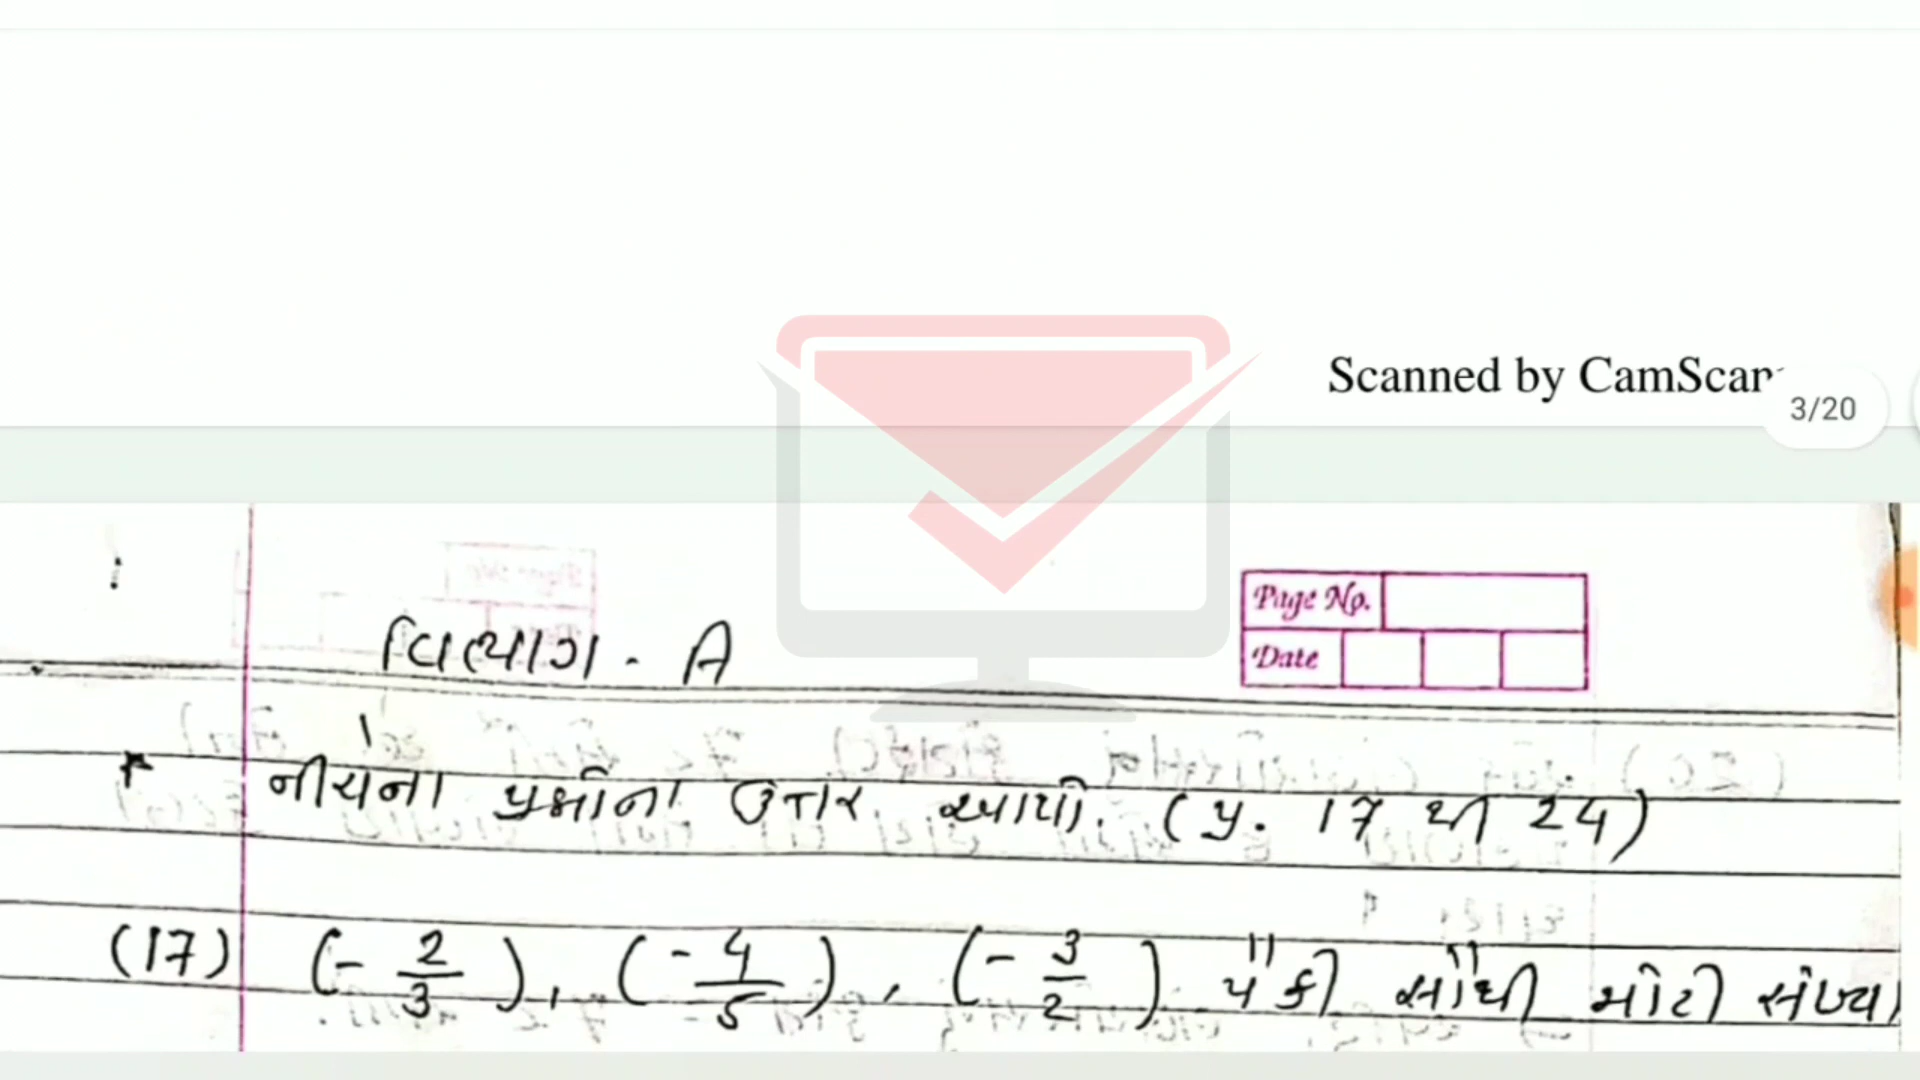 Scanned by CamScan
3/20
Page No.
Date
વિભાગ - A
* નીચેના પ્રશ્નોના ઉત્તર આપો. (પ્ર. 17 થી 24)
(17) (- 2/3), (- 4/5), (- 3/2) પૈકી સૌથી મોટી સંખ્યા